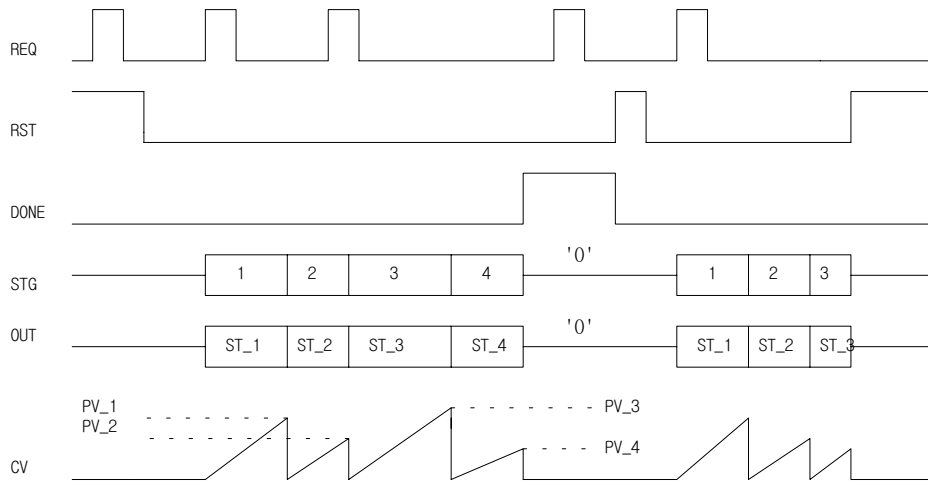 REQ
RST
DONE
STG 1 2 3 4 '0' 1 2 3
OUT ST_1 ST_2 ST_3 ST_4 '0' ST_1 ST_2 ST_3
PV_1 PV_3
PV_2
PV_4
CV